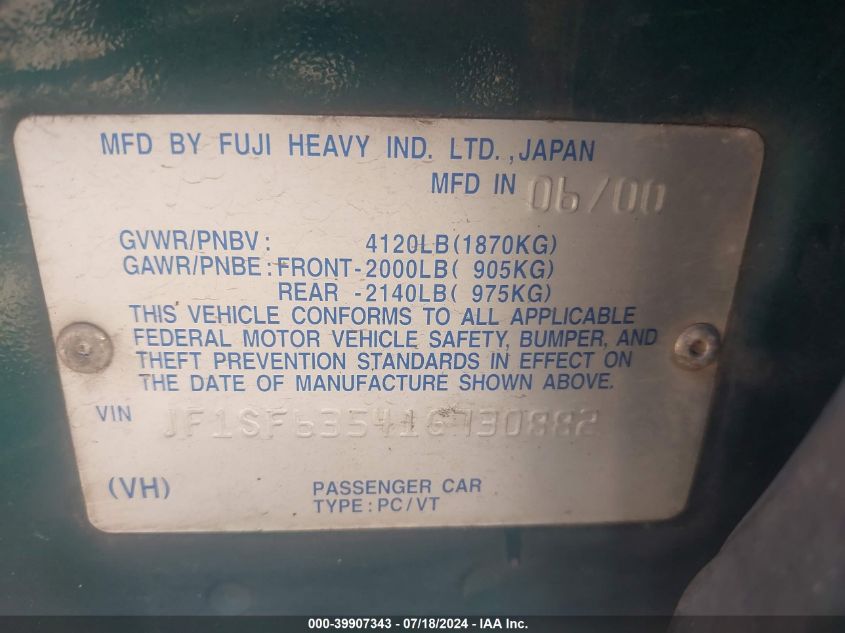 MFD BY FUJI HEAVY IND. LTD.,JAPAN
MFD IN 06/00
GVWR/PNBV: 4120LB(1870KG)
GAWR/PNBE:FRONT-2000LB( 905KG)
REAR -2140LB( 975KG)
THIS VEHICLE CONFORMS TO ALL APPLICABLE
FEDERAL MOTOR VEHICLE SAFETY, BUMPER, AND
THEFT PREVENTION STANDARDS IN EFFECT ON
THE DATE OF MANUFACTURE SHOWN ABOVE.
VIN JF1SF63541G730882
(VH) PASSENGER CAR
TYPE:PC/VT
000-39907343 - 07/18/2024 - IAA Inc.